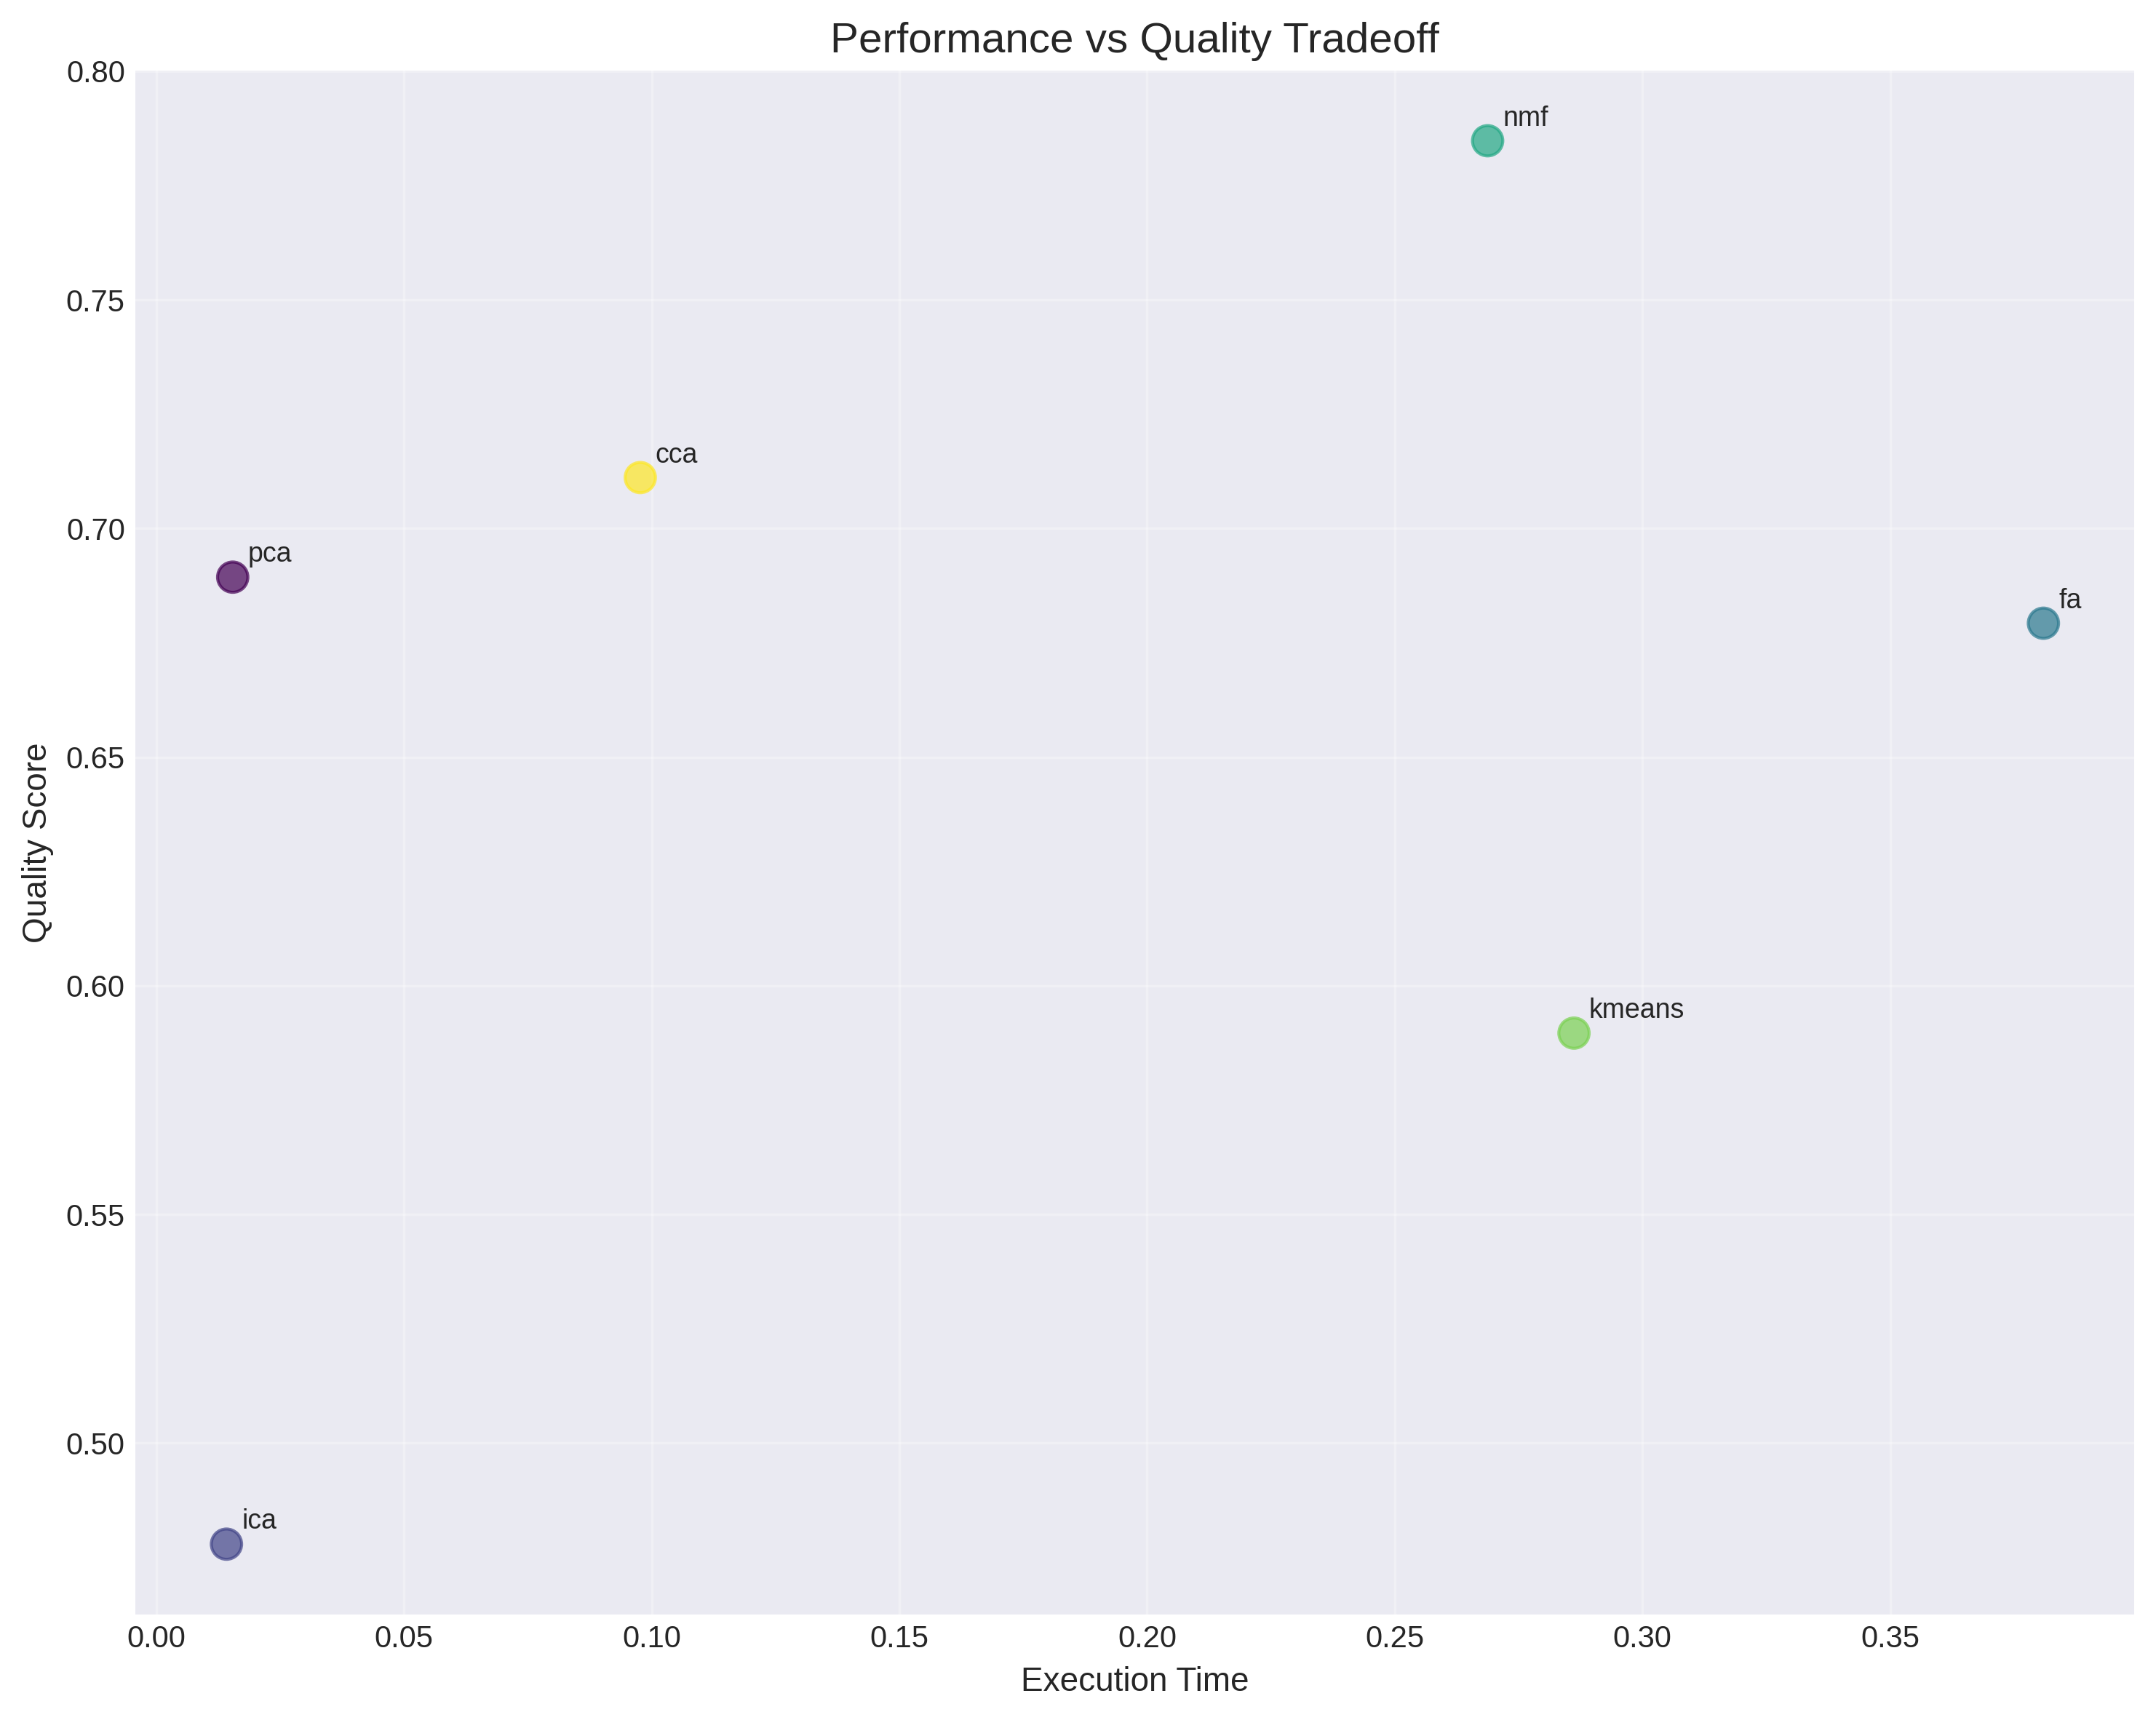 Performance vs Quality Tradeoff
0.80
0.75
0.70
0.65
0.60
0.55
0.50
Quality Score
nmf
cca
pca
fa
kmeans
ica
0.00 0.05 0.10 0.15 0.20 0.25 0.30 0.35
Execution Time